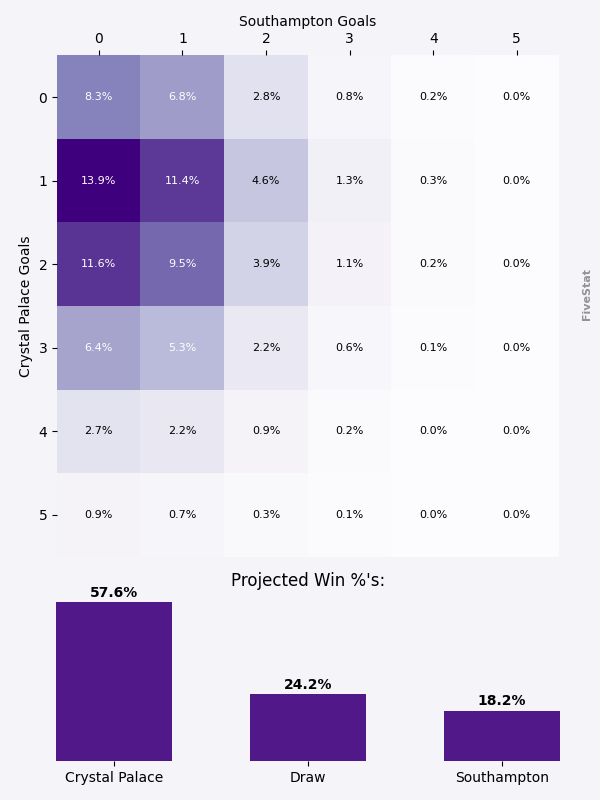 Southampton Goals
0 1 2 3 4 5
0 8.3% 6.8% 2.8% 0.8% 0.2% 0.0%
1 13.9% 11.4% 4.6% 1.3% 0.3% 0.0%
2 11.6% 9.5% 3.9% 1.1% 0.2% 0.0%
3 6.4% 5.3% 2.2% 0.6% 0.1% 0.0%
4 2.7% 2.2% 0.9% 0.2% 0.0% 0.0%
5 0.9% 0.7% 0.3% 0.1% 0.0% 0.0%
Crystal Palace Goals
FiveStat
Projected Win %'s:
57.6% 24.2% 18.2%
Crystal Palace Draw Southampton